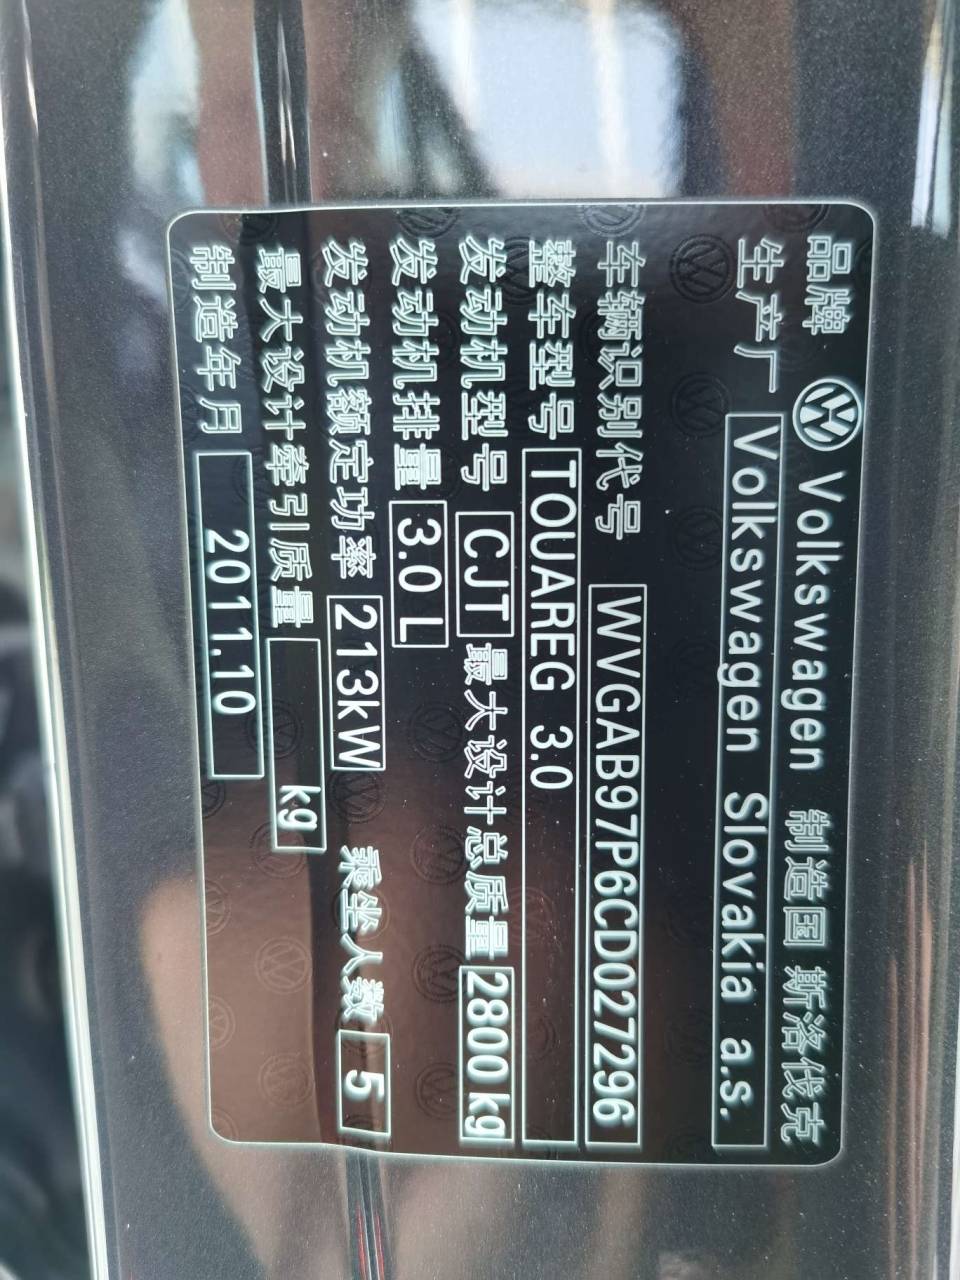 品牌 Volkswagen 制造国 斯洛伐克
生产厂 Volkswagen Slovakia a.s.
车辆识别代号 WVGAB97P6CD027296
整车型号 TOUAREG 3.0
发动机型号 CJT 最大设计总质量 2800kg
发动机排量 3.0L
发动机额定功率 213kW 乘坐人数 5
最大设计牵引质量 kg
制造年月 2011.10